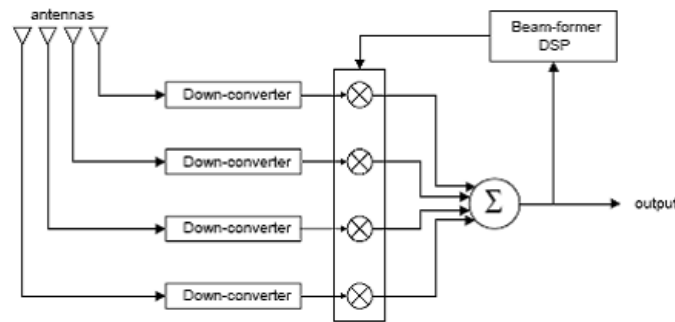 antennas
Beam-former
DSP
Down-converter
Down-converter
Σ
output
Down-converter
Down-converter